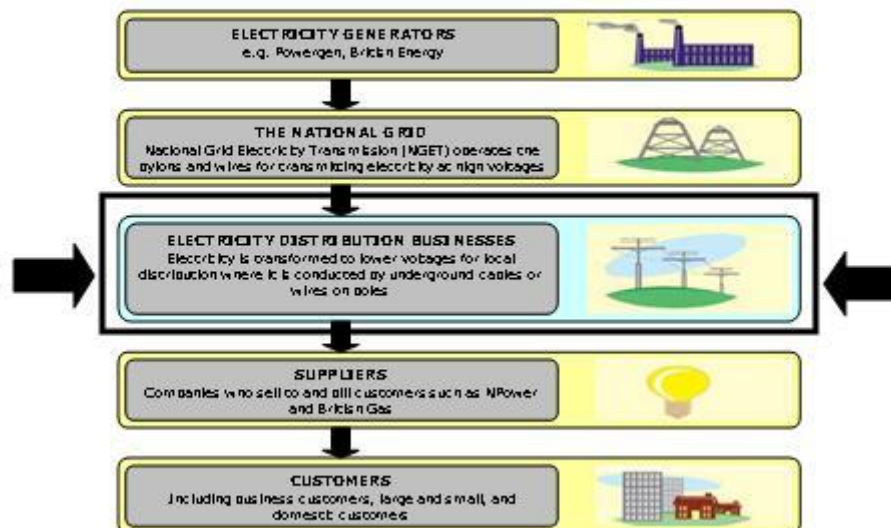 ELECTRICITY GENERATORS
e.g. Powergen, British Energy
THE NATIONAL GRID
National Grid Electricity Transmission (NGET) operates the
pylons and wires for transmitting electricity at high voltages
ELECTRICITY DISTRIBUTION BUSINESSES
Electricity is transformed to lower voltages for local
distribution where it is conducted by underground cables or
wires on poles
SUPPLIERS
Companies who sell to and bill customers such as NPower
and British Gas
CUSTOMERS
Including business customers, large and small, and
domestic customers